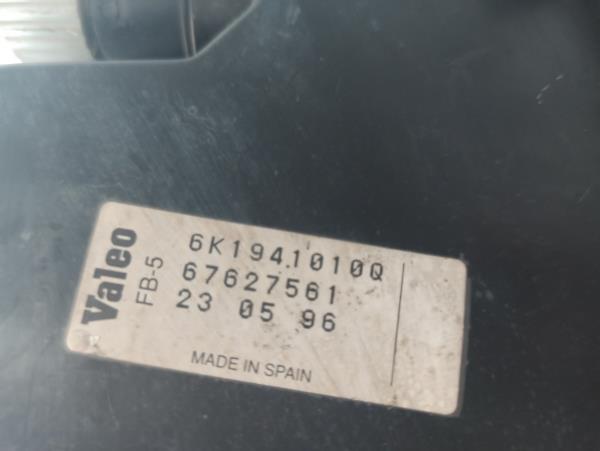 Valeo
FB-5
6K1941010Q
67627561
23 05 96
MADE IN SPAIN